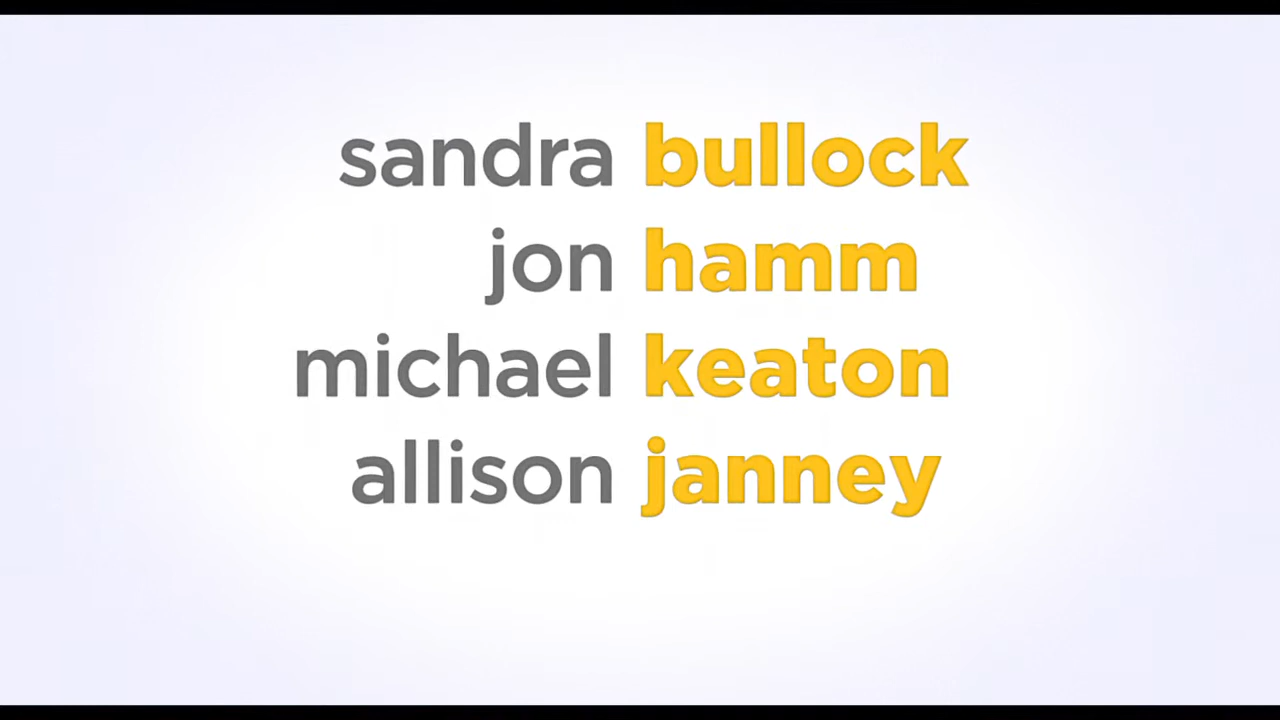 sandra bullock
jon hamm
michael keaton
allison janney